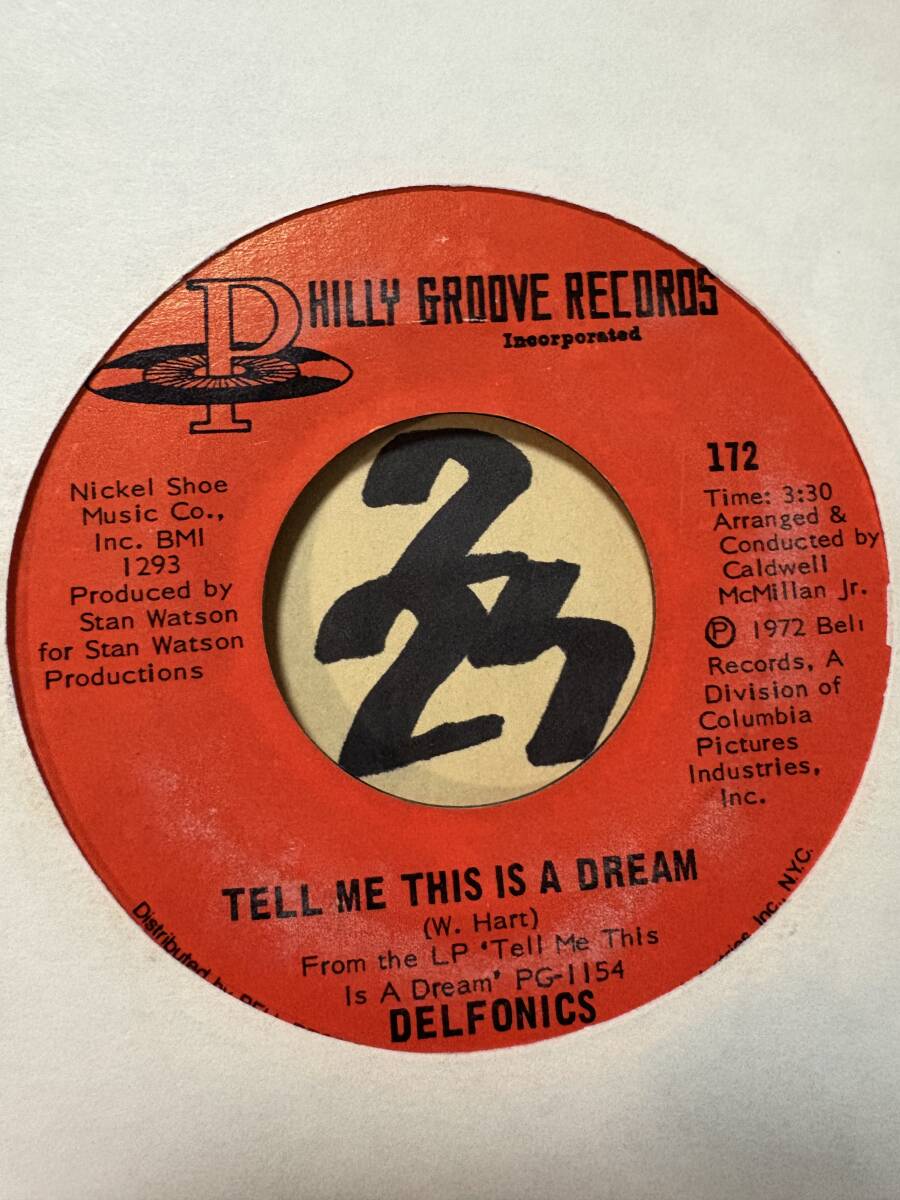 PHILLY GROOVE RECORDS
Incorporated
Nickel Shoe
Music Co.,
Inc. BMI
1293
Produced by
Stan Watson
for Stan Watson
Productions
172
Time: 3:30
Arranged &
Conducted by
Caldwell
McMillan Jr.
Ⓟ 1972 Bell
Records, A
Division of
Columbia
Pictures
Industries,
Inc.
TELL ME THIS IS A DREAM
(W. Hart)
From the LP 'Tell Me This
Is A Dream' PG-1154
DELFONICS
Distributed by Inc., N.Y.C.